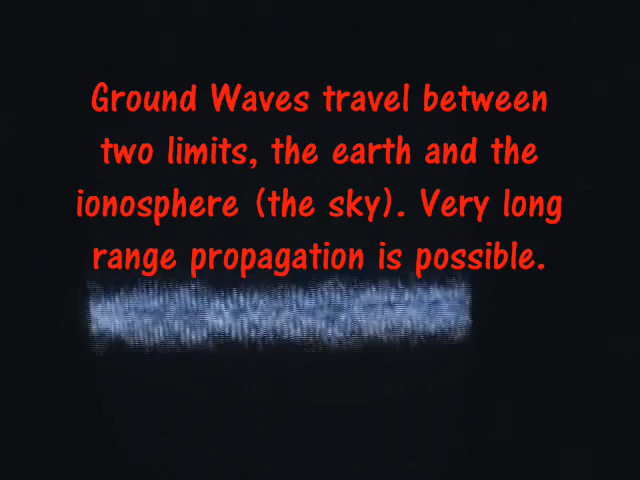 Ground Waves travel between
two limits, the earth and the
ionosphere (the sky). Very long
range propagation is possible.